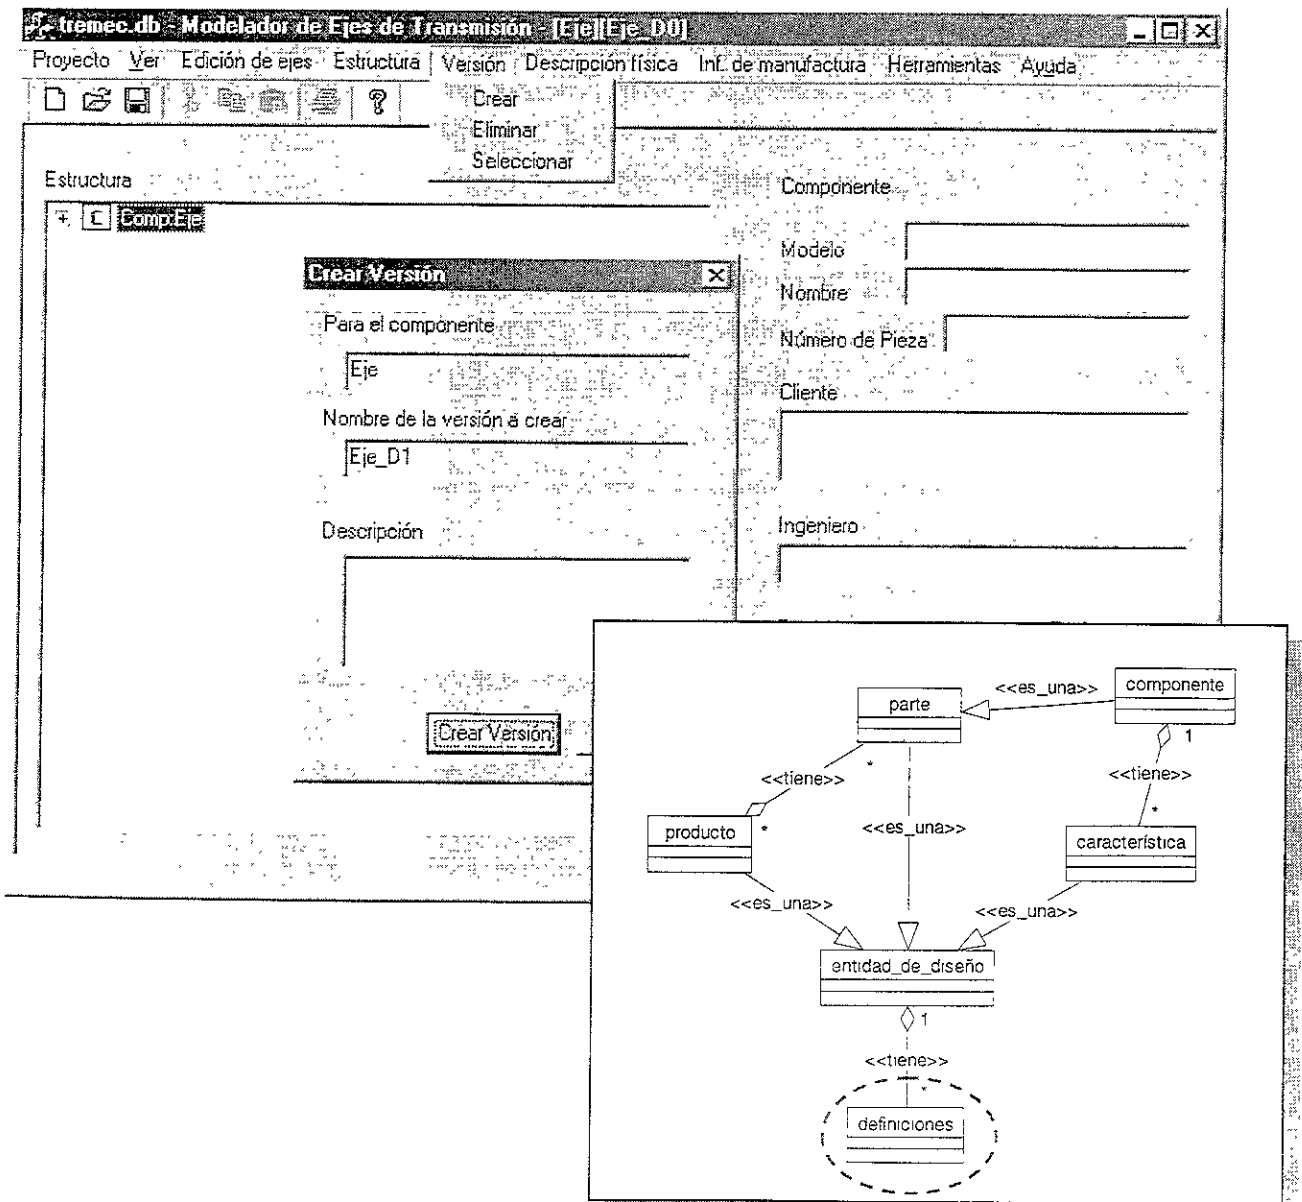 tremec.db - Modelador de Ejes de Transmisión - [Eje][Eje_D0]
Proyecto Ver Edición de ejes Estructura Versión Descripción física Inf. de manufactura Herramientas Ayuda
Crear
Eliminar
Seleccionar
Estructura
C Comp:Eje
Componente
Modelo
Nombre
Número de Pieza
Cliente
Ingeniero
Crear Versión
Para el componente
Eje
Nombre de la versión a crear
Eje_D1
Descripción
Crear Versión
<<es_una>>
componente
parte
1
<<tiene>>
*
<<tiene>>
*
producto
*
<<es_una>>
característica
<<es_una>>
<<es_una>>
entidad_de_diseño
1
<<tiene>>
*
definiciones